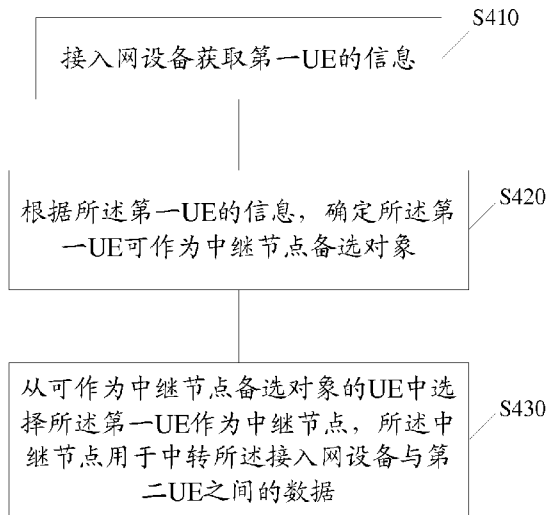 S410
接入网设备获取第一UE的信息
S420
根据所述第一UE的信息，确定所述第
一UE可作为中继节点备选对象
S430
从可作为中继节点备选对象的UE中选
择所述第一UE作为中继节点，所述中
继节点用于中转所述接入网设备与第
二UE之间的数据